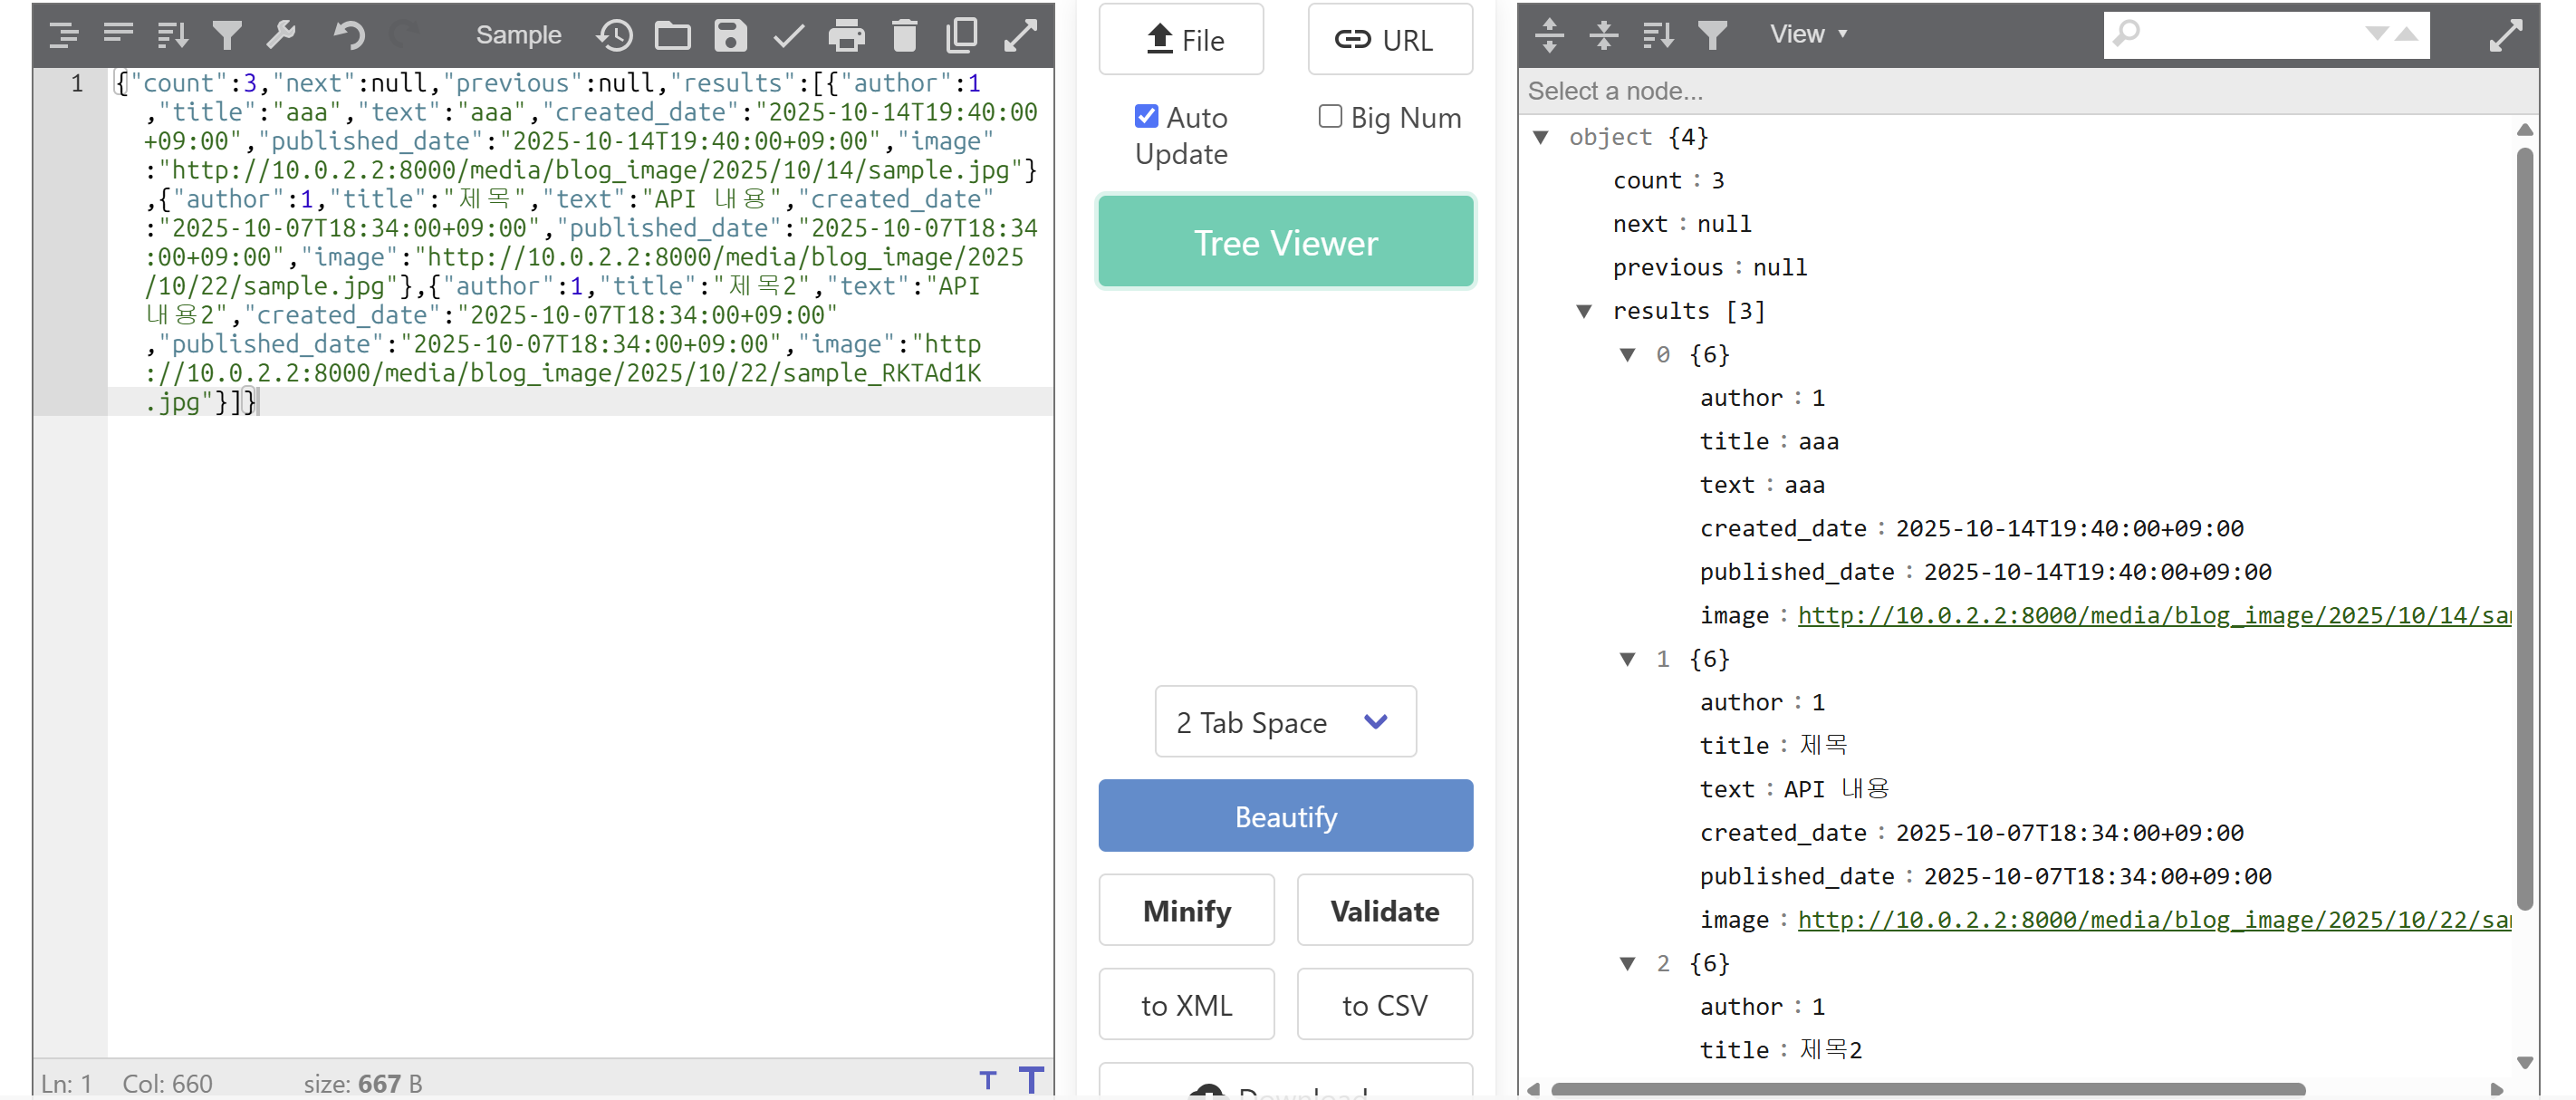 Sample
1
{"count":3,"next":null,"previous":null,"results":[{"author":1
,"title":"aaa","text":"aaa","created_date":"2025-10-14T19:40:00
+09:00","published_date":"2025-10-14T19:40:00+09:00","image"
:"http://10.0.2.2:8000/media/blog_image/2025/10/14/sample.jpg"}
,{"author":1,"title":"제목","text":"API 내용","created_date"
:"2025-10-07T18:34:00+09:00","published_date":"2025-10-07T18:34
:00+09:00","image":"http://10.0.2.2:8000/media/blog_image/2025
/10/22/sample.jpg"},{"author":1,"title":"제목2","text":"API
내용2","created_date":"2025-10-07T18:34:00+09:00"
,"published_date":"2025-10-07T18:34:00+09:00","image":"http
://10.0.2.2:8000/media/blog_image/2025/10/22/sample_RKTAd1K
.jpg"}]}
Ln: 1 Col: 660 size: 667 B
File
URL
Auto Update
Big Num
Tree Viewer
2 Tab Space
Beautify
Minify
Validate
to XML
to CSV
Download
View
Select a node...
object {4}
count : 3
next : null
previous : null
results [3]
0 {6}
author : 1
title : aaa
text : aaa
created_date : 2025-10-14T19:40:00+09:00
published_date : 2025-10-14T19:40:00+09:00
image : http://10.0.2.2:8000/media/blog_image/2025/10/14/sa
1 {6}
author : 1
title : 제목
text : API 내용
created_date : 2025-10-07T18:34:00+09:00
published_date : 2025-10-07T18:34:00+09:00
image : http://10.0.2.2:8000/media/blog_image/2025/10/22/sa
2 {6}
author : 1
title : 제목2